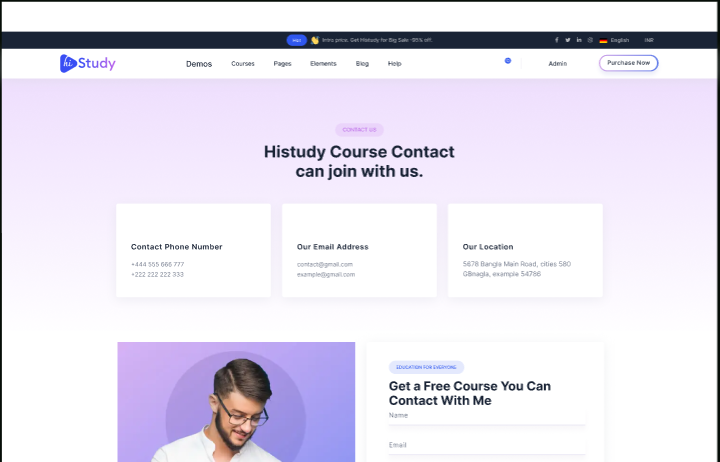 Hot Intro price. Get Histudy for Big Sale -95% off.
English
INR
hi Study
Demos Courses Pages Elements Blog Help
Admin
Purchase Now
CONTACT US
Histudy Course Contact
can join with us.
Contact Phone Number
+444 555 666 777
+222 222 222 333
Our Email Address
contact@gmail.com
example@gmail.com
Our Location
5678 Bangla Main Road, cities 580
GBnagla, example 54786
EDUCATION FOR EVERYONE
Get a Free Course You Can
Contact With Me
Name
Email